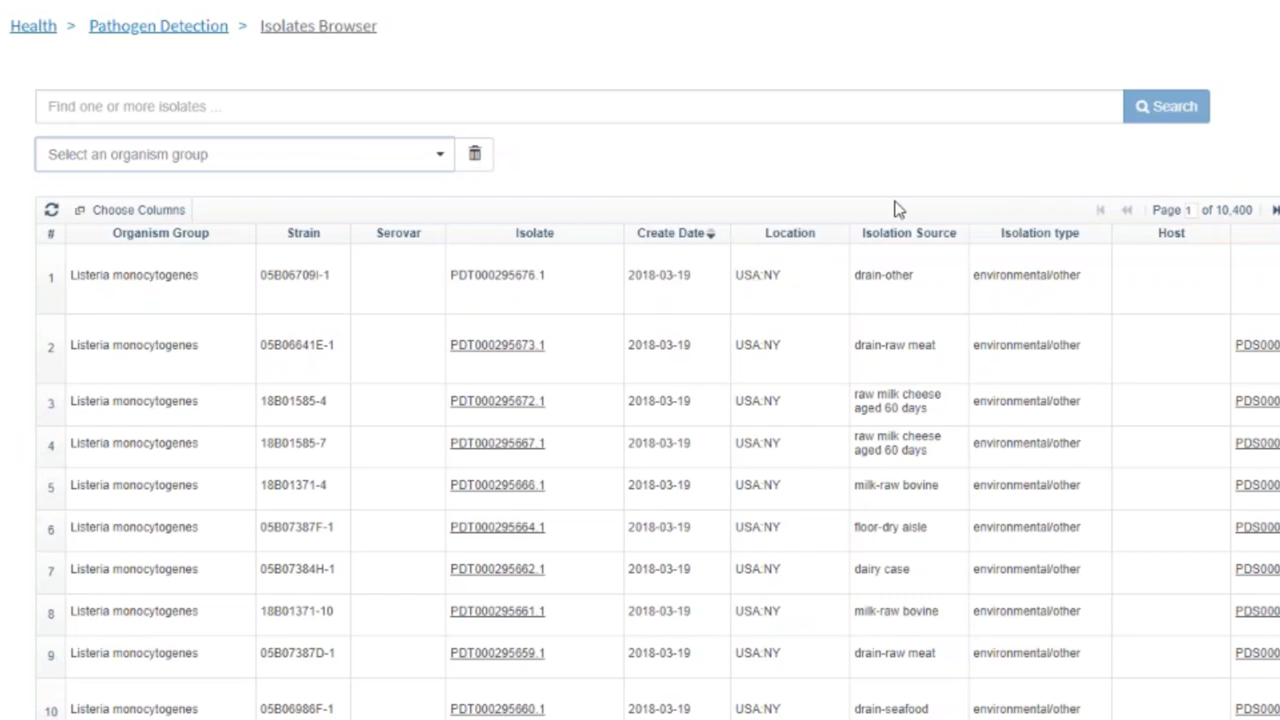 Health > Pathogen Detection > Isolates Browser
Find one or more isolates ...
Search
Select an organism group
Choose Columns
Page 1 of 10,400
# Organism Group Strain Serovar Isolate Create Date Location Isolation Source Isolation type Host
1 Listeria monocytogenes 05B06709I-1 PDT000295676.1 2018-03-19 USA:NY drain-other environmental/other
2 Listeria monocytogenes 05B06641E-1 PDT000295673.1 2018-03-19 USA:NY drain-raw meat environmental/other PDS000
3 Listeria monocytogenes 18B01585-4 PDT000295672.1 2018-03-19 USA:NY raw milk cheese aged 60 days environmental/other PDS000
4 Listeria monocytogenes 18B01585-7 PDT000295667.1 2018-03-19 USA:NY raw milk cheese aged 60 days environmental/other PDS000
5 Listeria monocytogenes 18B01371-4 PDT000295666.1 2018-03-19 USA:NY milk-raw bovine environmental/other PDS000
6 Listeria monocytogenes 05B07387F-1 PDT000295664.1 2018-03-19 USA:NY floor-dry aisle environmental/other PDS000
7 Listeria monocytogenes 05B07384H-1 PDT000295662.1 2018-03-19 USA:NY dairy case environmental/other PDS000
8 Listeria monocytogenes 18B01371-10 PDT000295661.1 2018-03-19 USA:NY milk-raw bovine environmental/other PDS000
9 Listeria monocytogenes 05B07387D-1 PDT000295659.1 2018-03-19 USA:NY drain-raw meat environmental/other PDS000
10 Listeria monocytogenes 05B06986F-1 PDT000295660.1 2018-03-19 USA:NY drain-seafood environmental/other PDS000